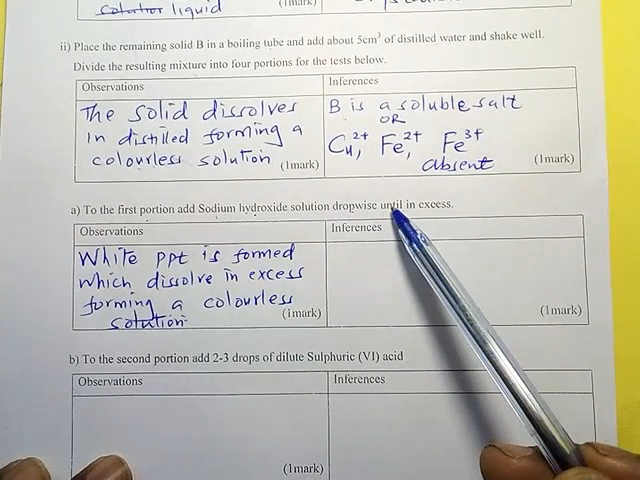 solution liquid
(1mark)
ii) Place the remaining solid B in a boiling tube and add about 5cm³ of distilled water and shake well.
Divide the resulting mixture into four portions for the tests below.
Observations
Inferences
The solid dissolves
in distilled forming a
colourless solution (1mark)
B is a soluble salt
OR
Cu²⁺, Fe²⁺, Fe³⁺
absent (1mark)
a) To the first portion add Sodium hydroxide solution dropwise until in excess.
Observations
Inferences
White ppt is formed
which dissolve in excess
forming a colourless
solution (1mark)
(1mark)
b) To the second portion add 2-3 drops of dilute Sulphuric (VI) acid
Observations
Inferences
(1mark)